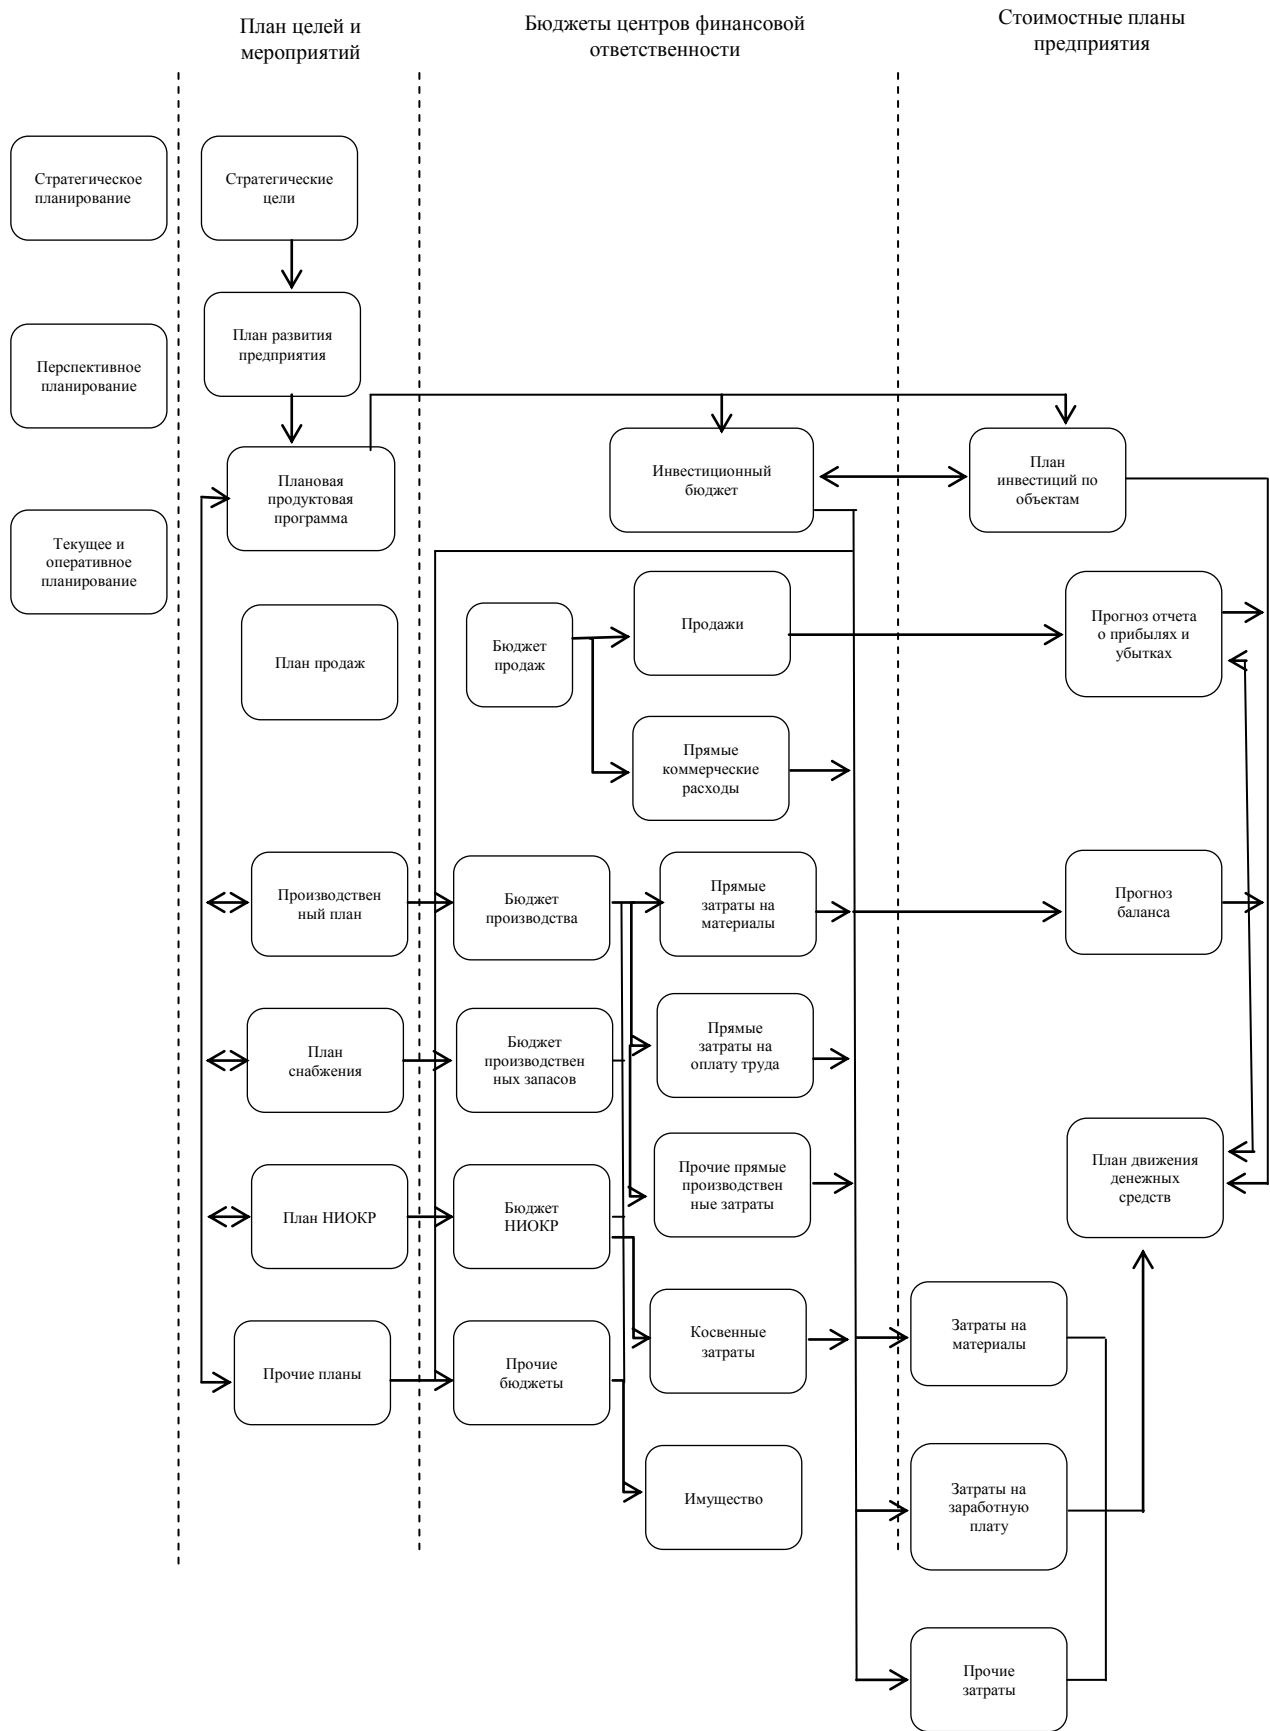 План целей и
мероприятий
Бюджеты центров финансовой
ответственности
Стоимостные планы
предприятия
Стратегическое
планирование
Стратегические
цели
Перспективное
планирование
План развития
предприятия
Текущее и
оперативное
планирование
Плановая
продуктовая
программа
Инвестиционный
бюджет
План
инвестиций по
объектам
План продаж
Бюджет
продаж
Продажи
Прогноз отчета
о прибылях и
убытках
Прямые
коммерческие
расходы
Производствен
ный план
Бюджет
производства
Прямые
затраты на
материалы
Прогноз
баланса
План
снабжения
Бюджет
производствен
ных запасов
Прямые
затраты на
оплату труда
План НИОКР
Бюджет
НИОКР
Прочие прямые
производствен
ные затраты
План движения
денежных
средств
Прочие планы
Прочие
бюджеты
Косвенные
затраты
Затраты на
материалы
Имущество
Затраты на
заработную
плату
Прочие
затраты